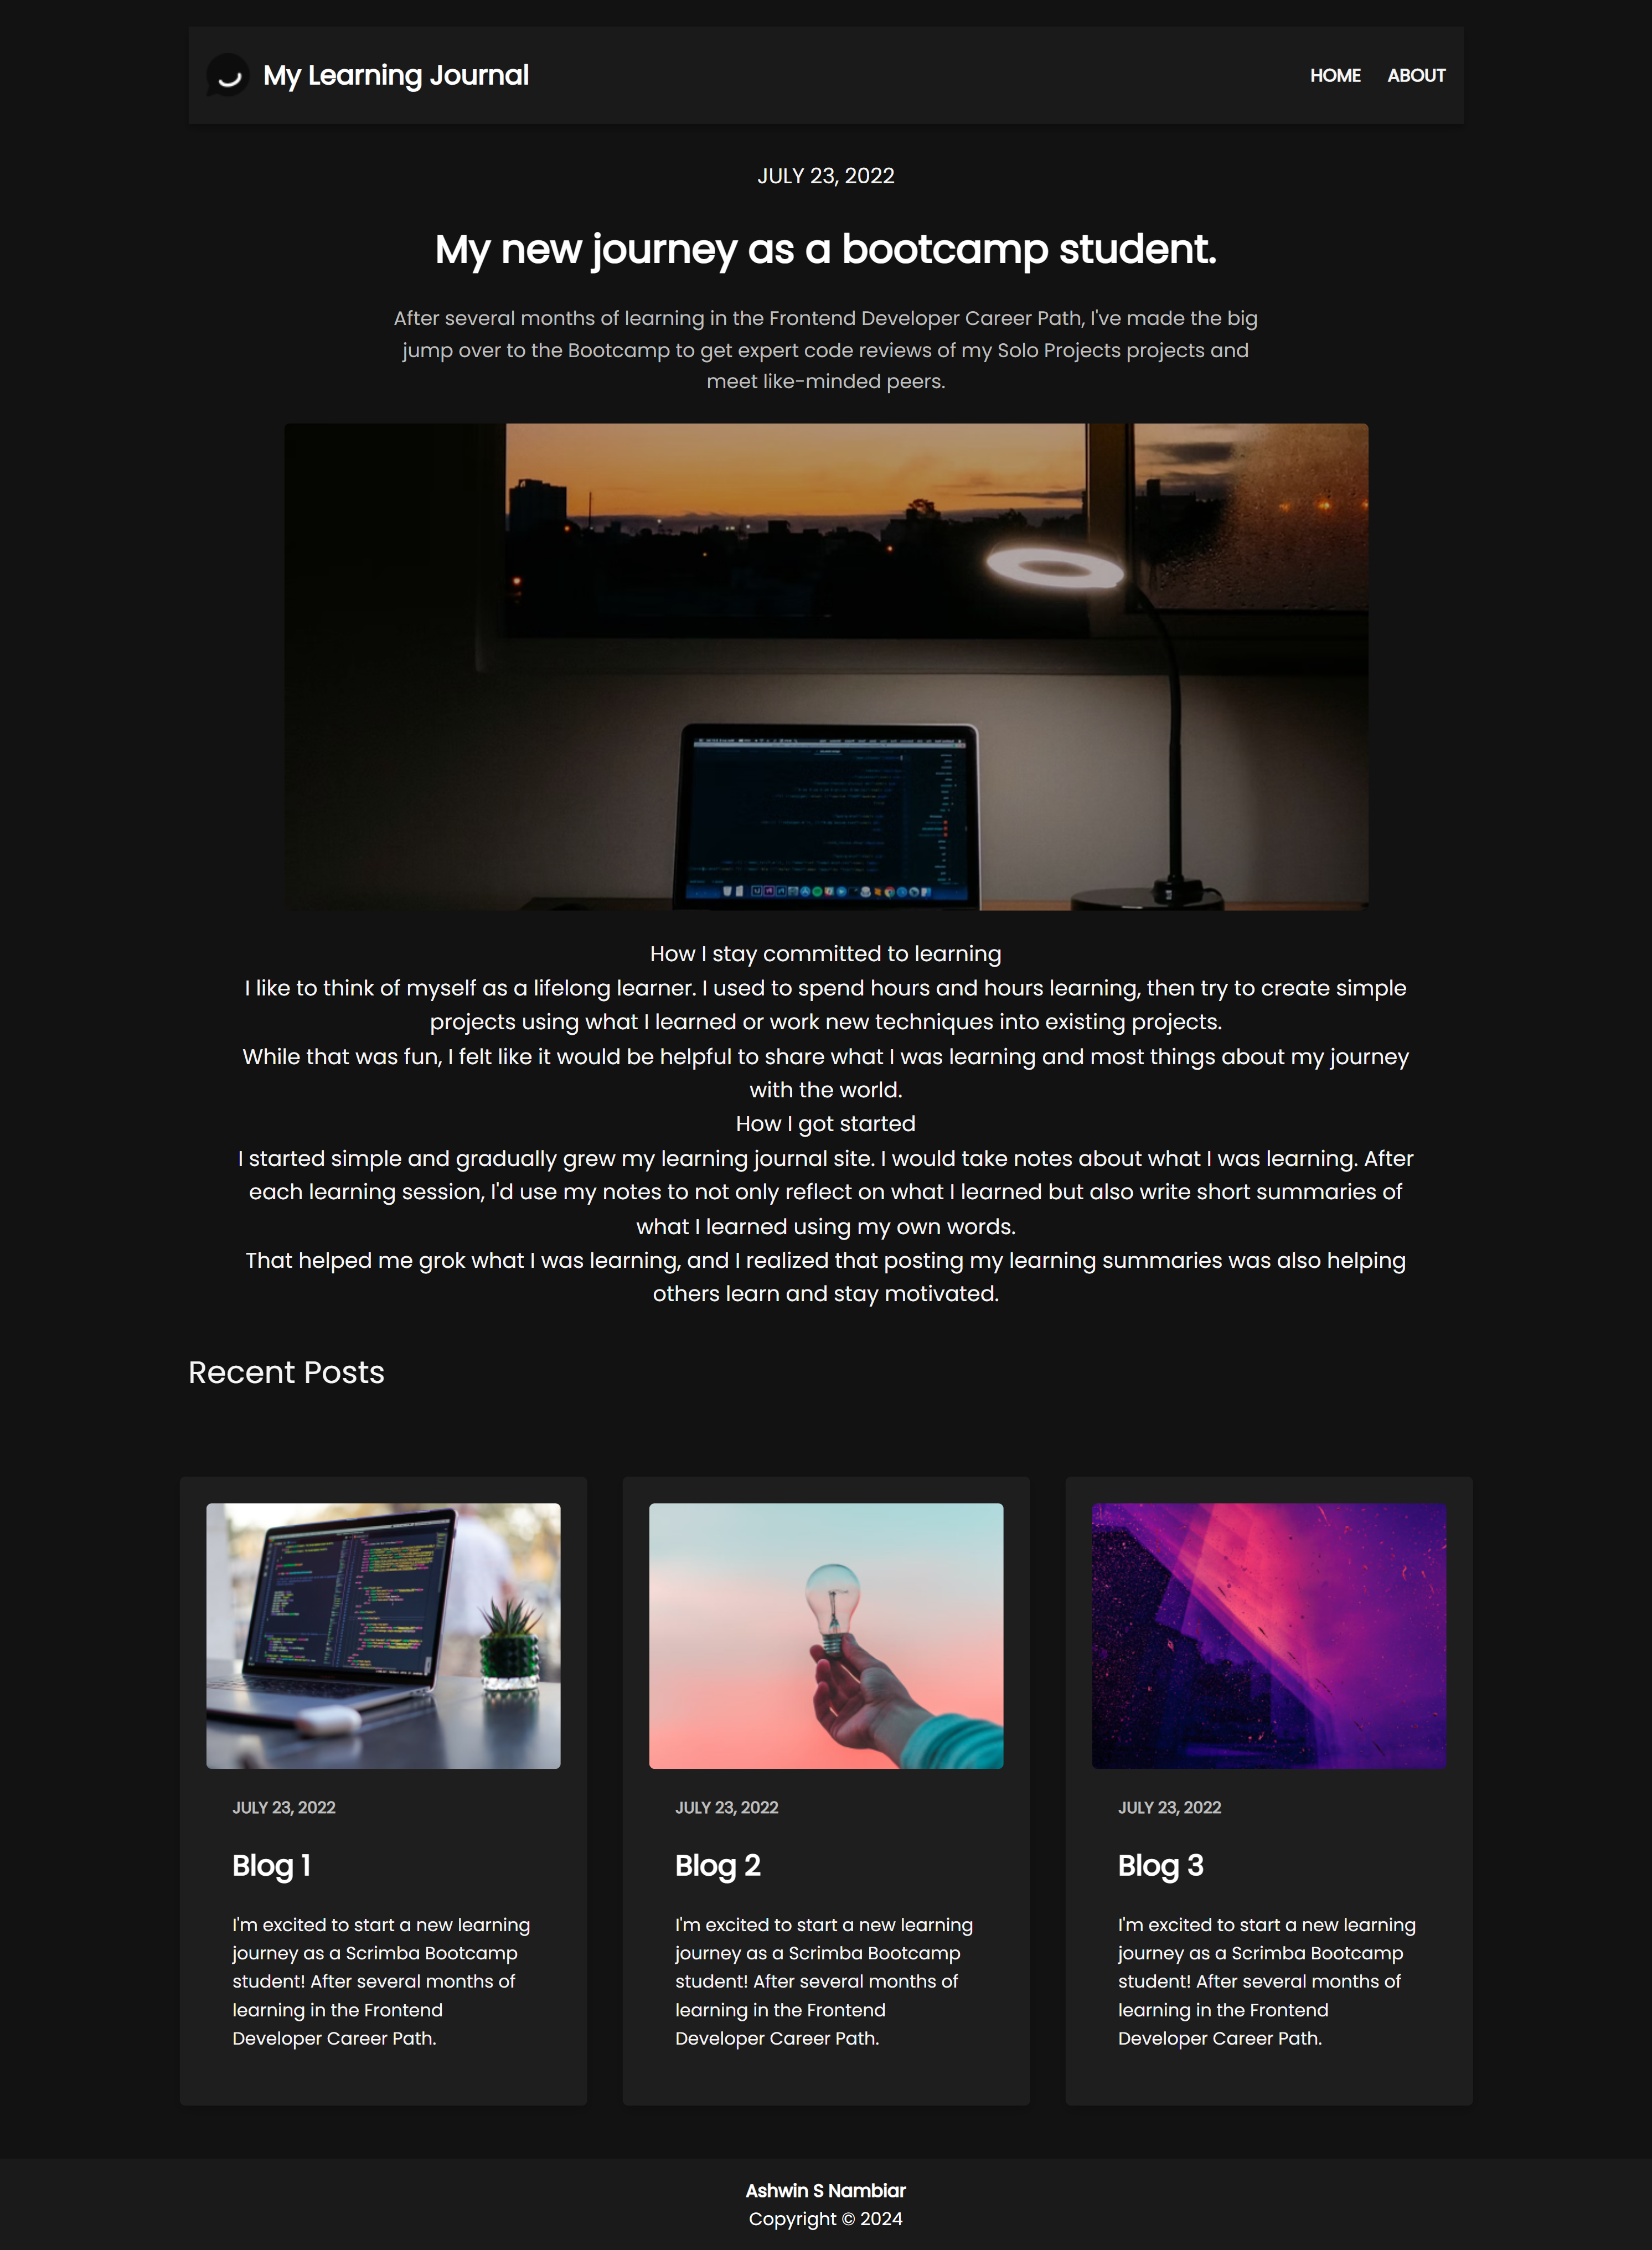 My Learning Journal
HOME ABOUT
JULY 23, 2022
My new journey as a bootcamp student.
After several months of learning in the Frontend Developer Career Path, I've made the big
jump over to the Bootcamp to get expert code reviews of my Solo Projects projects and
meet like-minded peers.
How I stay committed to learning
I like to think of myself as a lifelong learner. I used to spend hours and hours learning, then try to create simple
projects using what I learned or work new techniques into existing projects.
While that was fun, I felt like it would be helpful to share what I was learning and most things about my journey
with the world.
How I got started
I started simple and gradually grew my learning journal site. I would take notes about what I was learning. After
each learning session, I'd use my notes to not only reflect on what I learned but also write short summaries of
what I learned using my own words.
That helped me grok what I was learning, and I realized that posting my learning summaries was also helping
others learn and stay motivated.
Recent Posts
JULY 23, 2022
Blog 1
I'm excited to start a new learning
journey as a Scrimba Bootcamp
student! After several months of
learning in the Frontend
Developer Career Path.
JULY 23, 2022
Blog 2
I'm excited to start a new learning
journey as a Scrimba Bootcamp
student! After several months of
learning in the Frontend
Developer Career Path.
JULY 23, 2022
Blog 3
I'm excited to start a new learning
journey as a Scrimba Bootcamp
student! After several months of
learning in the Frontend
Developer Career Path.
Ashwin S Nambiar
Copyright © 2024